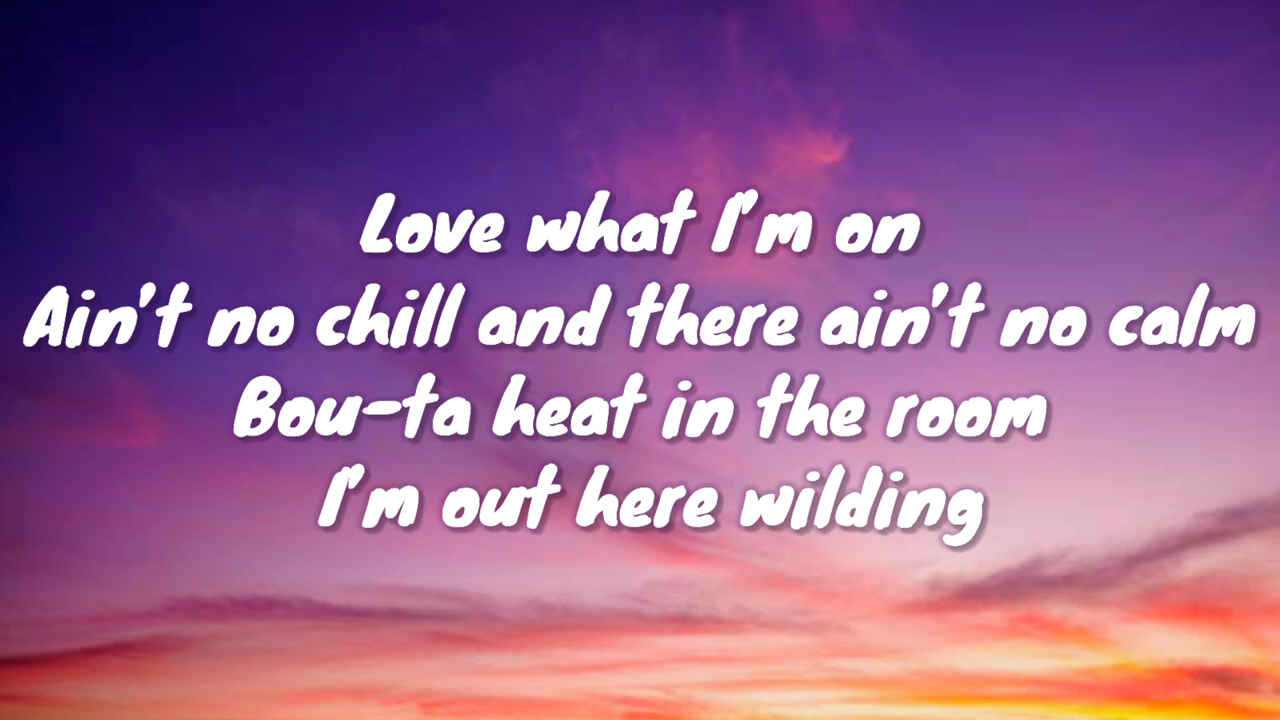 Love what I'm on
Ain't no chill and there ain't no calm
Bou-ta heat in the room
I'm out here wilding